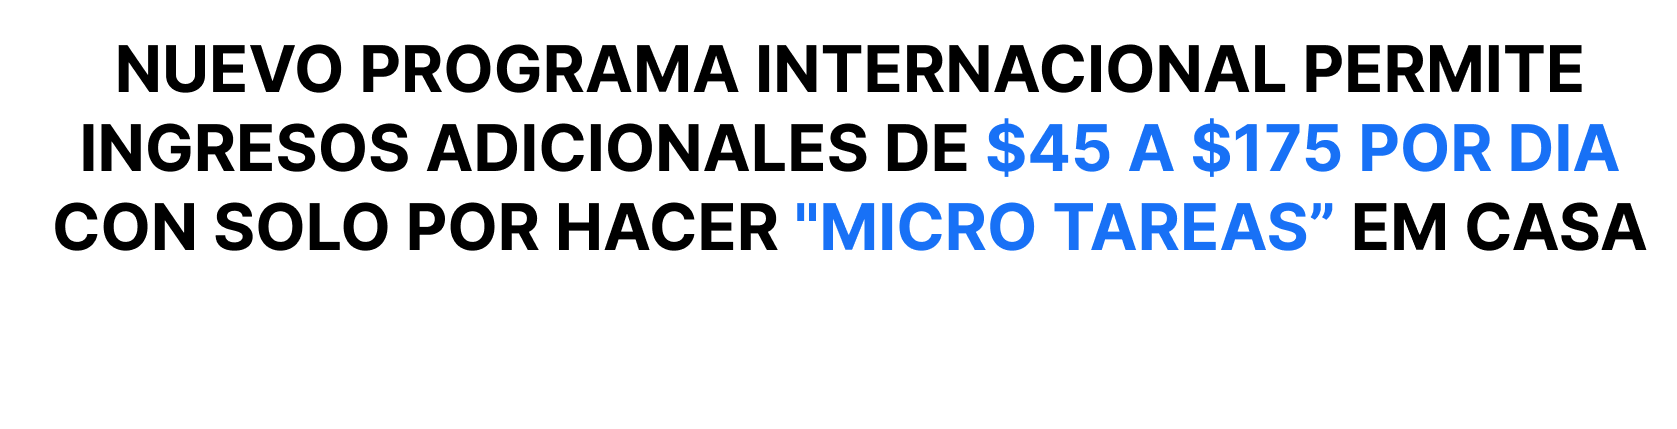 NUEVO PROGRAMA INTERNACIONAL PERMITE
INGRESOS ADICIONALES DE $45 A $175 POR DIA
CON SOLO POR HACER "MICRO TAREAS” EM CASA